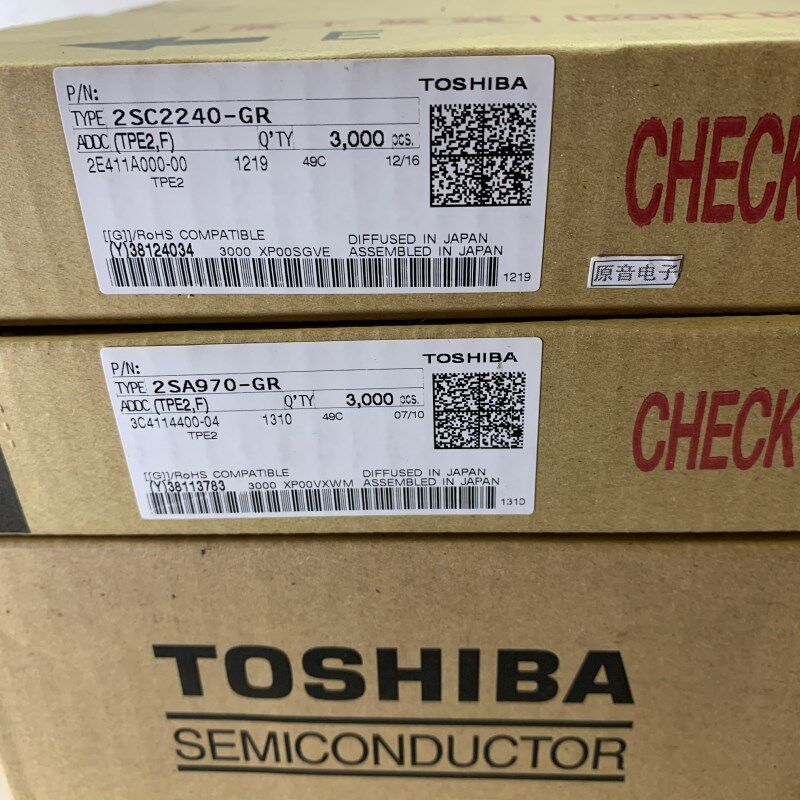 E
P/N:
TOSHIBA
TYPE 2SC2240-GR
ADDC (TPE2,F) Q'TY 3,000 pcs.
2E411A000-00 1219 49C 12/16
TPE2
[[G]]/RoHS COMPATIBLE DIFFUSED IN JAPAN
(Y)38124034 3000 XP00SGVE ASSEMBLED IN JAPAN
1219
CHECK
原音电子
P/N:
TOSHIBA
TYPE 2SA970-GR
ADDC (TPE2,F) Q'TY 3,000 pcs.
3C4114400-04 1310 49C 07/10
TPE2
[[G]]/RoHS COMPATIBLE DIFFUSED IN JAPAN
(Y)38113783 3000 XP00VXWM ASSEMBLED IN JAPAN
1310
CHECK
TOSHIBA
SEMICONDUCTOR